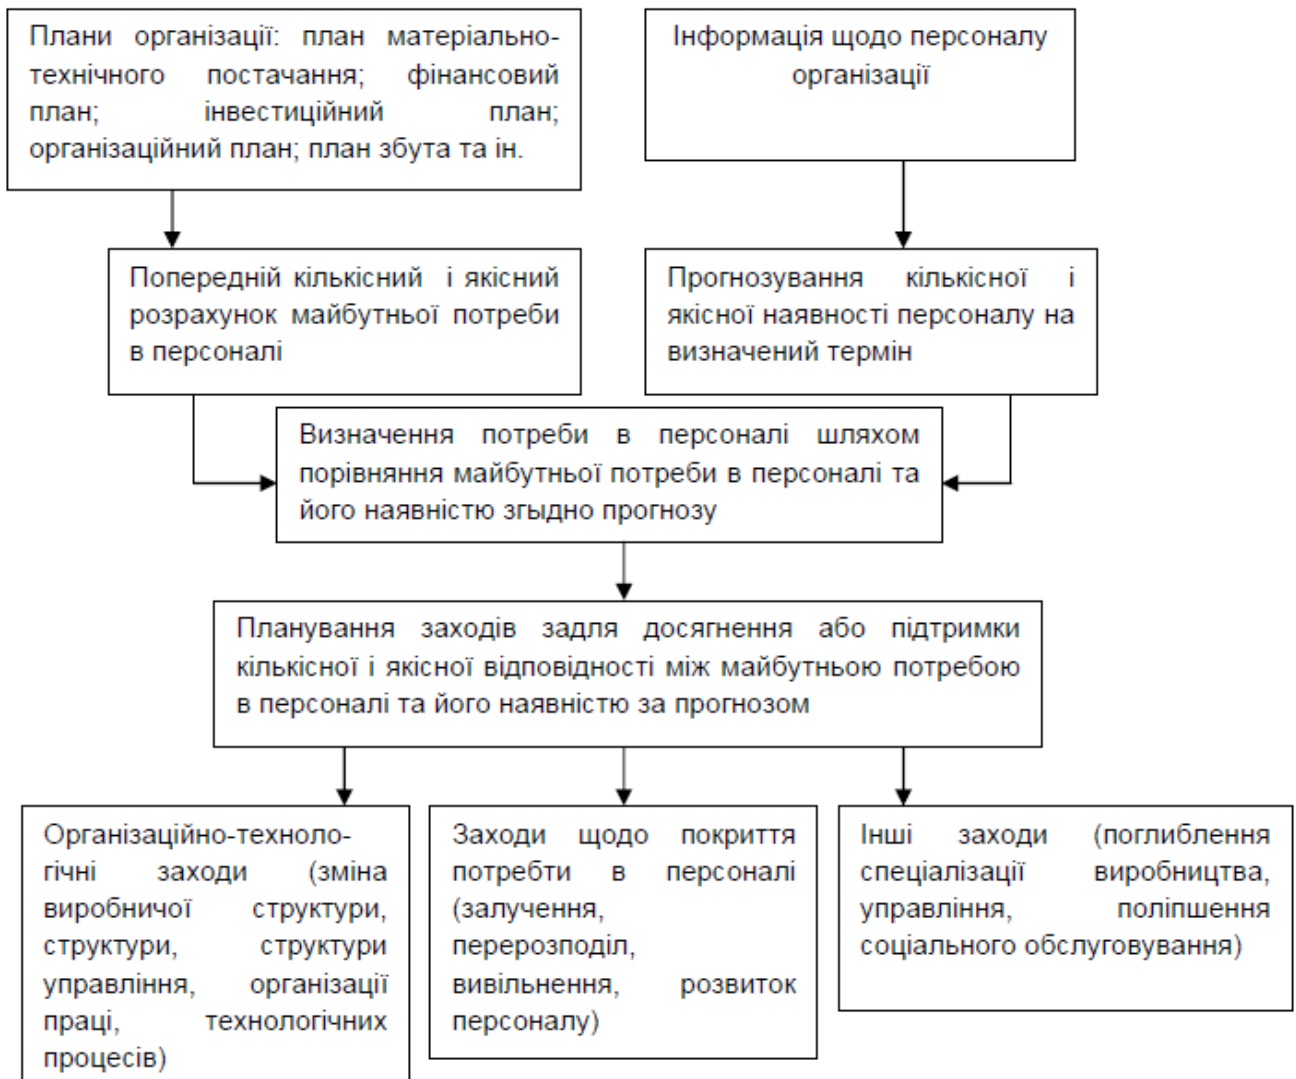 Плани організації: план матеріально-
технічного постачання; фінансовий
план; інвестиційний план;
організаційний план; план збута та ін.
Інформація щодо персоналу
організації
Попередній кількісний і якісний
розрахунок майбутньої потреби
в персоналі
Прогнозування кількісної і
якісної наявності персоналу на
визначений термін
Визначення потреби в персоналі шляхом
порівняння майбутньої потреби в персоналі та
його наявністю згыдно прогнозу
Планування заходів задля досягнення або підтримки
кількісної і якісної відповідності між майбутньою потребою
в персоналі та його наявністю за прогнозом
Організаційно-техноло-
гічні заходи (зміна
виробничої структури,
структури, структури
управління, організації
праці, технологічних
процесів)
Заходи щодо покриття
потребти в персоналі
(залучення,
перерозподіл,
вивільнення, розвиток
персоналу)
Інші заходи (поглиблення
спеціалізації виробництва,
управління, поліпшення
соціального обслуговування)